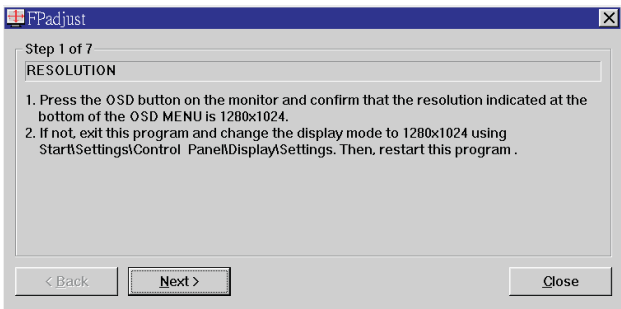 FPadjust
Step 1 of 7
RESOLUTION
1. Press the OSD button on the monitor and confirm that the resolution indicated at the
bottom of the OSD MENU is 1280x1024.
2. If not, exit this program and change the display mode to 1280x1024 using
Start\Settings\Control Panel\Display\Settings. Then, restart this program .
< Back
Next >
Close